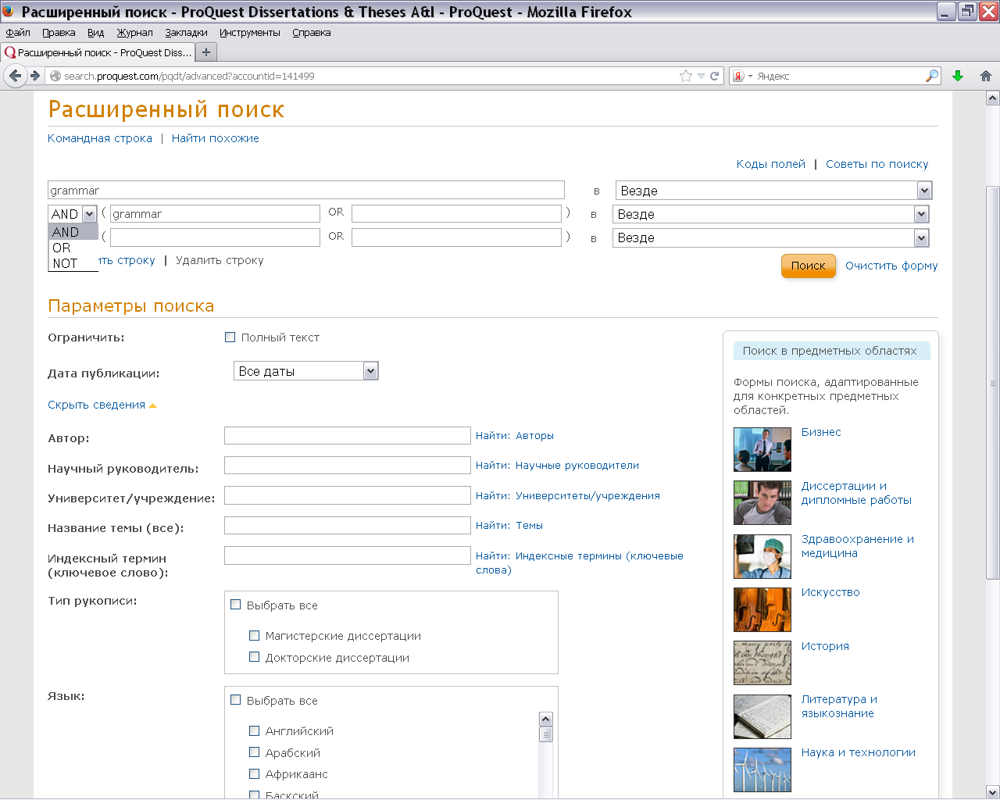 Расширенный поиск - ProQuest Dissertations & Theses A&I - ProQuest - Mozilla Firefox
Файл Правка Вид Журнал Закладки Инструменты Справка
Расширенный поиск - ProQuest Diss...
search.proquest.com/pqdt/advanced?accountid=141499
Я Яндекс
Расширенный поиск
Командная строка | Найти похожие
Коды полей | Советы по поиску
grammar в Везде
AND ( grammar OR ) в Везде
AND ( OR ) в Везде
OR
NOT
ть строку | Удалить строку
Поиск Очистить форму
Параметры поиска
Ограничить: Полный текст
Дата публикации: Все даты
Скрыть сведения
Автор: Найти: Авторы
Научный руководитель: Найти: Научные руководители
Университет/учреждение: Найти: Университеты/учреждения
Название темы (все): Найти: Темы
Индексный термин
(ключевое слово):
Найти: Индексные термины (ключевые
слова)
Тип рукописи: Выбрать все
Магистерские диссертации
Докторские диссертации
Язык: Выбрать все
Английский
Арабский
Африкаанс
Баскский
Поиск в предметных областях
Формы поиска, адаптированные
для конкретных предметных
областей.
Бизнес
Диссертации и
дипломные работы
Здравоохранение и
медицина
Искусство
История
Литература и
языкознание
Наука и технологии